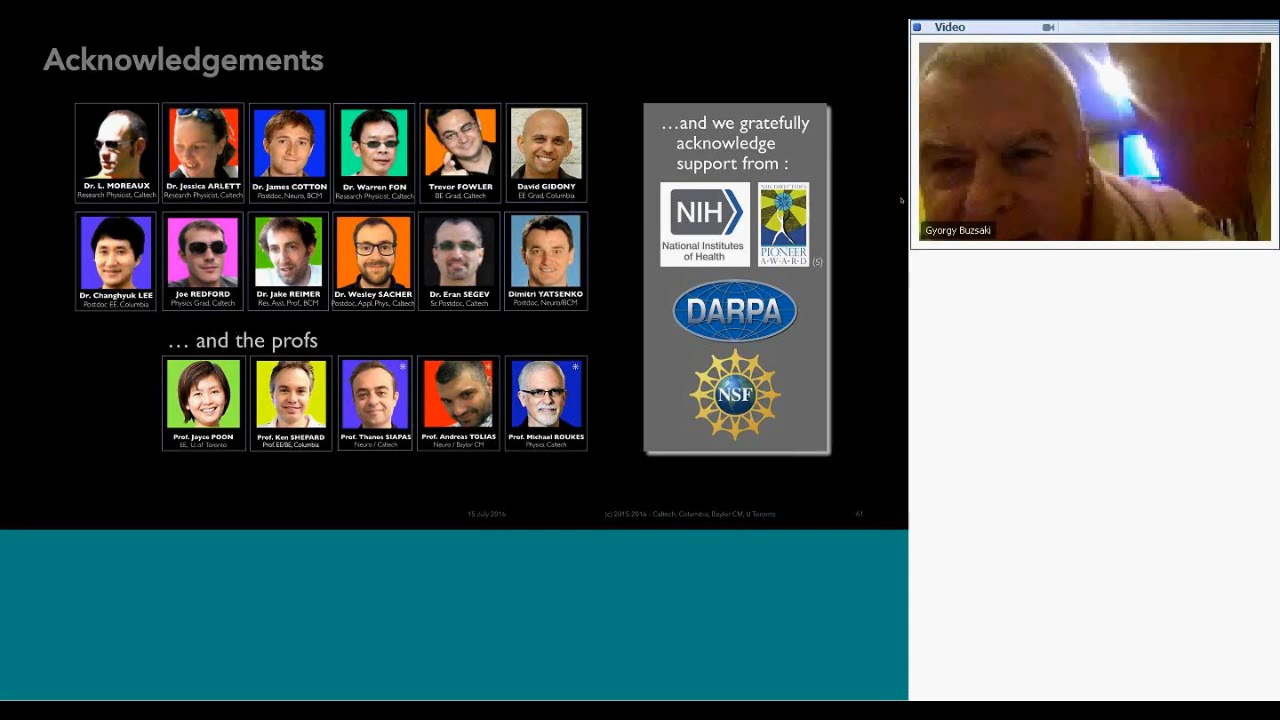 Acknowledgements
Dr. L. MOREAUX
Research Physicist, Caltech
Dr. Jessica ARLETT
Research Physicist, Caltech
Dr. James COTTON
Postdoc, Neuro, BCM
Dr. Warren FON
Research Physicist, Caltech
Trevor FOWLER
BE Grad, Caltech
David GIDONY
EE Grad, Columbia
Dr. Changhyuk LEE
Postdoc EE, Columbia
Joe REDFORD
Physics Grad, Caltech
Dr. Jake REIMER
Res. Asst. Prof., BCM
Dr. Wesley SACHER
Postdoc, Appl. Phys., Caltech
Dr. Eran SEGEV
Sr. Postdoc, Caltech
Dimitri YATSENKO
Postdoc, Neuro/BCM
… and the profs
Prof. Joyce POON
EE, U. of Toronto
Prof. Ken SHEPARD
Prof. EE/BE, Columbia
*
Prof. Thanos SIAPAS
Neuro / Caltech
*
Prof. Andreas TOLIAS
Neuro / Baylor CM
*
Prof. Michael ROUKES
Physics, Caltech
…and we gratefully
acknowledge
support from :
NIH
National Institutes
of Health
NIH DIRECTOR'S
PIONEER
AWARD
(5)
DARPA
NSF
15 July 2016
(c) 2015-2016 - Caltech, Columbia, Baylor CM, U Toronto
61
Video
Gyorgy Buzsaki